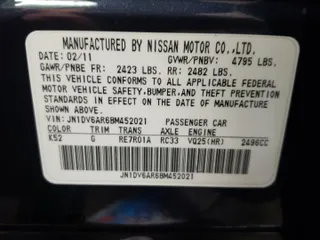 MANUFACTURED BY NISSAN MOTOR CO.,LTD.
DATE: 02/11 GVWR/PNBV: 4795 LBS.
GAWR/PNBE FR: 2423 LBS. RR: 2482 LBS.
THIS VEHICLE CONFORMS TO ALL APPLICABLE FEDERAL
MOTOR VEHICLE SAFETY,BUMPER,AND THEFT PREVENTION
STANDARDS IN EFFECT ON THE DATE OF MANUFACTURE
SHOWN ABOVE.
VIN: JN1DV6AR6BM452021 PASSENGER CAR
COLOR TRIM TRANS AXLE ENGINE
K52 G RE7R01A RC33 VQ25(HR) 2496CC
JN1DV6AR6BM452021